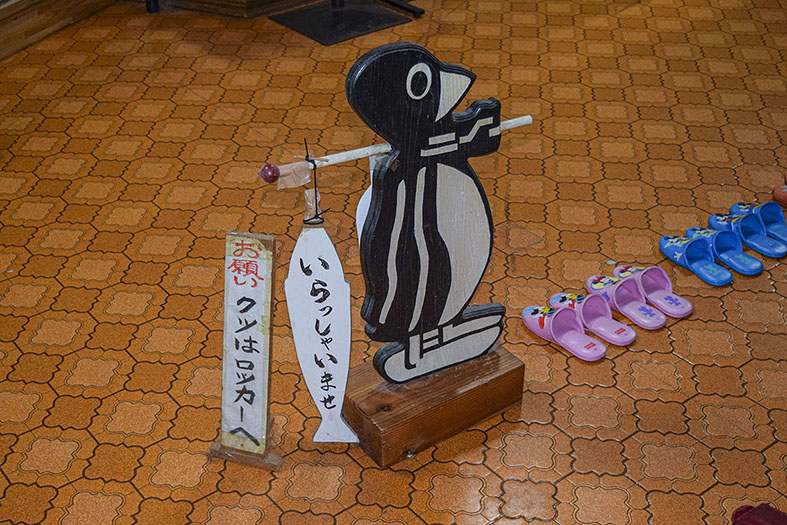 お願い
クツはロッカーへ
いらっしゃいませ